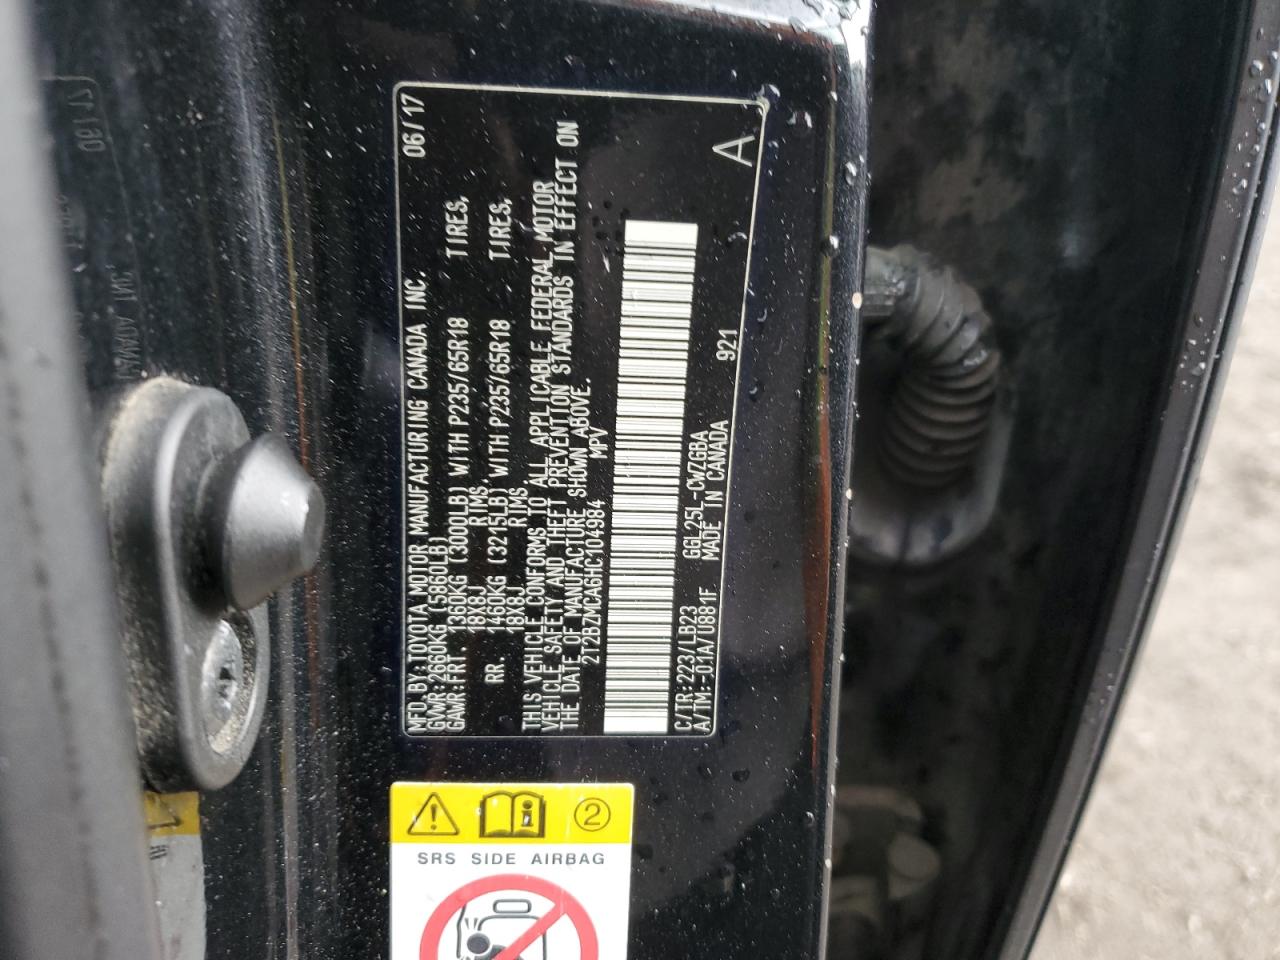 MFD.BY:TOYOTA MOTOR MANUFACTURING CANADA INC. 06/17
GVWR:2660KG (5860LB)
GAWR:FRT. 1360KG (3000LB) WITH P235/65R18 TIRES,
18X8J RIMS,
RR. 1460KG (3215LB) WITH P235/65R18 TIRES,
18X8J RIMS.
THIS VEHICLE CONFORMS TO ALL APPLICABLE FEDERAL MOTOR
VEHICLE SAFETY AND THEFT PREVENTION STANDARDS IN EFFECT ON
THE DATE OF MANUFACTURE SHOWN ABOVE.
2T2BZMCA6HC104984 MPV
C/TR:223/LB23 GGL25L-CWZGBA
A/TM:-01A/U881F MADE IN CANADA 921 A
2
SRS SIDE AIRBAG